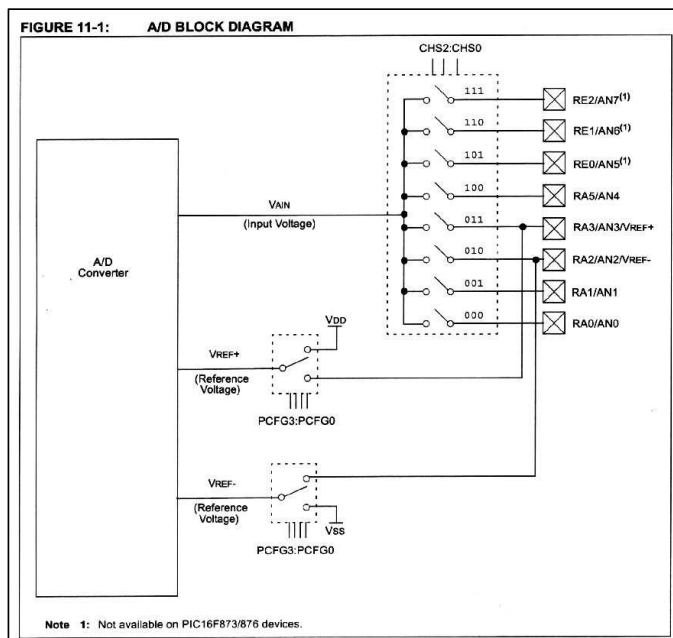 FIGURE 11-1: A/D BLOCK DIAGRAM
CHS2:CHS0
111 RE2/AN7(1)
110 RE1/AN6(1)
101 RE0/AN5(1)
100 RA5/AN4
VAIN
(Input Voltage)
011 RA3/AN3/VREF+
010 RA2/AN2/VREF-
A/D
Converter
001 RA1/AN1
000 RA0/AN0
VDD
VREF+
(Reference
Voltage)
PCFG3:PCFG0
VREF-
(Reference
Voltage)
VSS
PCFG3:PCFG0
Note 1: Not available on PIC16F873/876 devices.